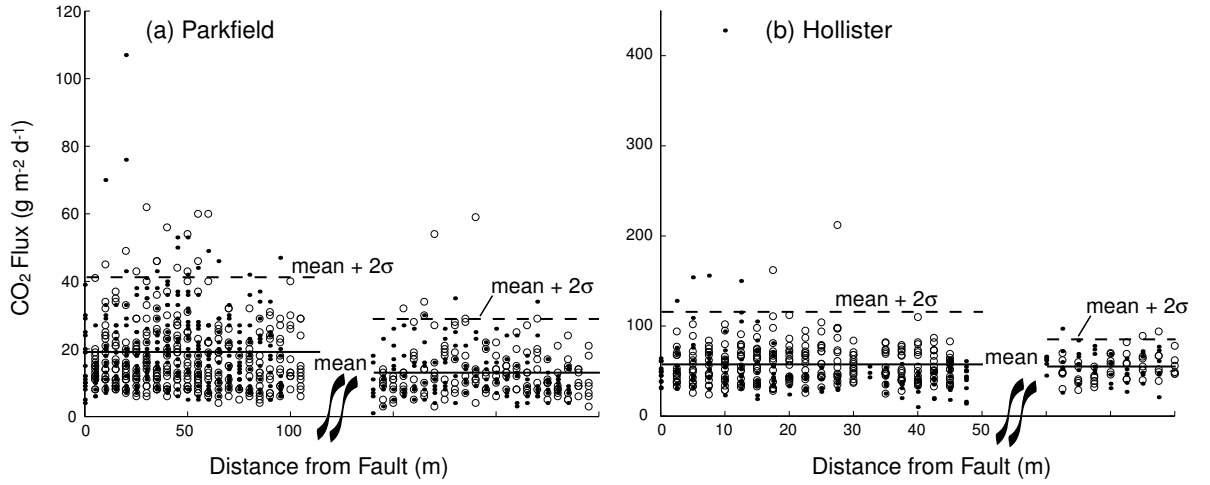 (a) Parkfield
120
100
80
60
40
20
0
CO₂ Flux (g m⁻² d⁻¹)
mean + 2σ
mean + 2σ
mean
0
50
100
Distance from Fault (m)
(b) Hollister
400
300
200
100
0
mean + 2σ
mean + 2σ
mean
0
10
20
30
40
50
Distance from Fault (m)